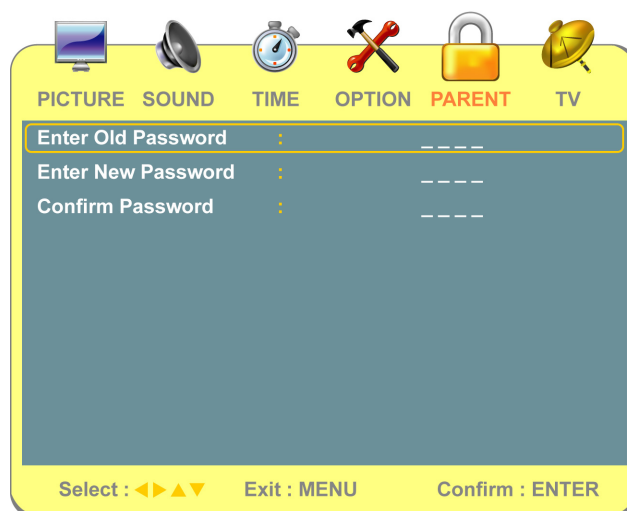 PICTURE SOUND TIME OPTION PARENT TV
Enter Old Password : _ _ _ _
Enter New Password : _ _ _ _
Confirm Password : _ _ _ _
Select : ◀▶▲▼ Exit : MENU Confirm : ENTER